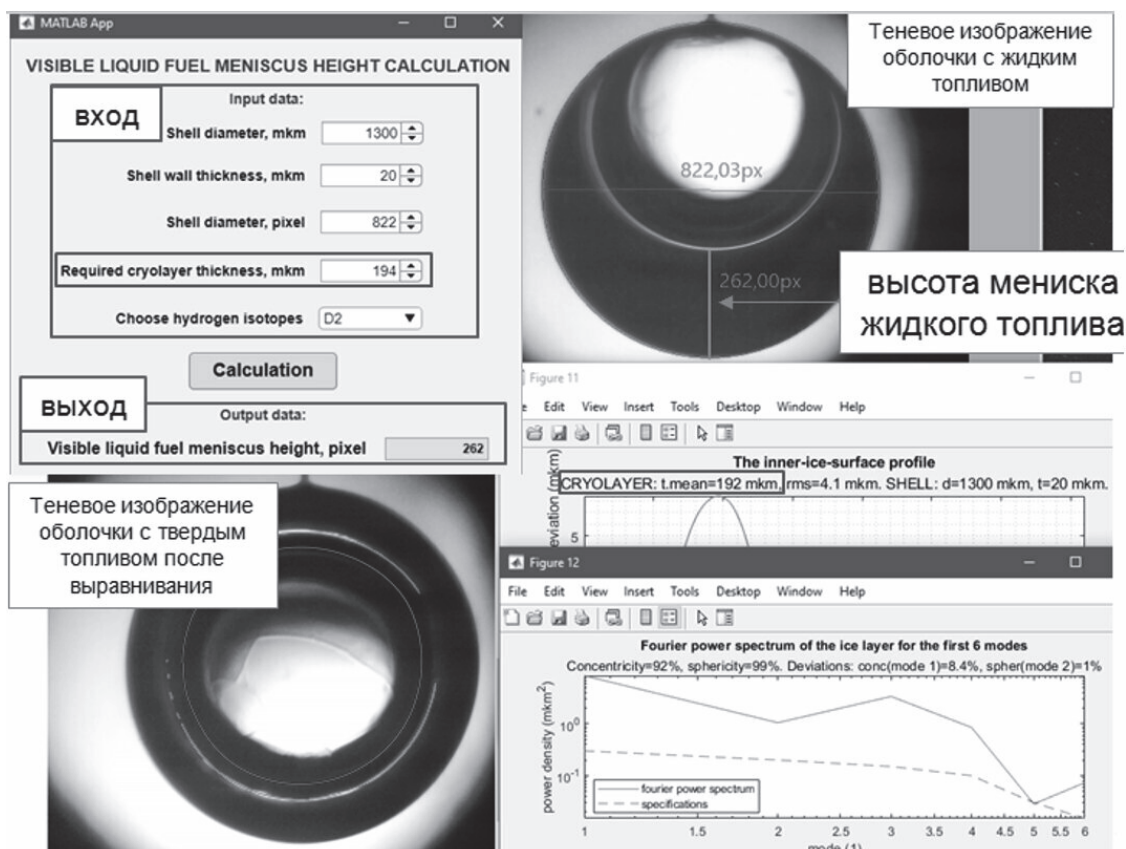 MATLAB App
VISIBLE LIQUID FUEL MENISCUS HEIGHT CALCULATION
ВХОД
Input data:
Shell diameter, mkm 1300
Shell wall thickness, mkm 20
Shell diameter, pixel 822
Required cryolayer thickness, mkm 194
Choose hydrogen isotopes D2
Calculation
ВЫХОД
Output data:
Visible liquid fuel meniscus height, pixel 262
Теневое изображение
оболочки с жидким
топливом
822,03px
262,00px
высота мениска
жидкого топлива
Теневое изображение
оболочки с твердым
топливом после
выравнивания
Figure 11
Edit View Insert Tools Desktop Window Help
The inner-ice-surface profile
CRYOLAYER: t.mean=192 mkm, rms=4.1 mkm. SHELL: d=1300 mkm, t=20 mkm.
eviation (mkm)
5
Figure 12
File Edit View Insert Tools Desktop Window Help
Fourier power spectrum of the ice layer for the first 6 modes
Concentricity=92%, sphericity=99%. Deviations: conc(mode 1)=8.4%, spher(mode 2)=1%
power density (mkm²)
10⁰
10⁻¹
fourier power spectrum
specifications
1 1.5 2 2.5 3 3.5 4 4.5 5 5.5 6
mode (1)